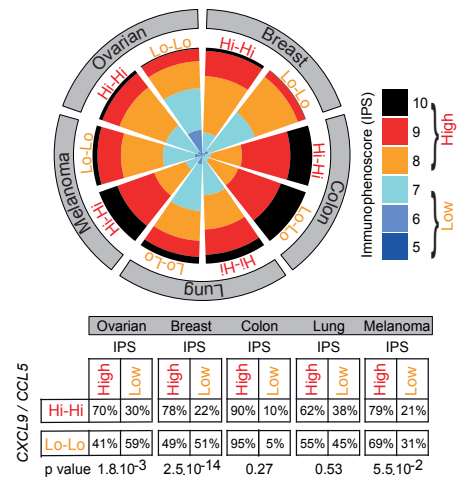 Ovarian
Breast
Hi-Hi
Lo-Lo
Hi-Hi
Lo-Lo
Lo-Lo
Hi-Hi
Hi-Hi
Lo-Lo
Lo-Lo
Hi-Hi
Melanoma
Colon
Lung
Immunophenoscore (IPS)
10
9
8
7
6
5
High
Low
Ovarian Breast Colon Lung Melanoma
IPS IPS IPS IPS IPS
High Low High Low High Low High Low High Low
CXCL9 / CCL5
Hi-Hi 70% 30% 78% 22% 90% 10% 62% 38% 79% 21%
Lo-Lo 41% 59% 49% 51% 95% 5% 55% 45% 69% 31%
p value 1.8.10-3 2.5.10-14 0.27 0.53 5.5.10-2